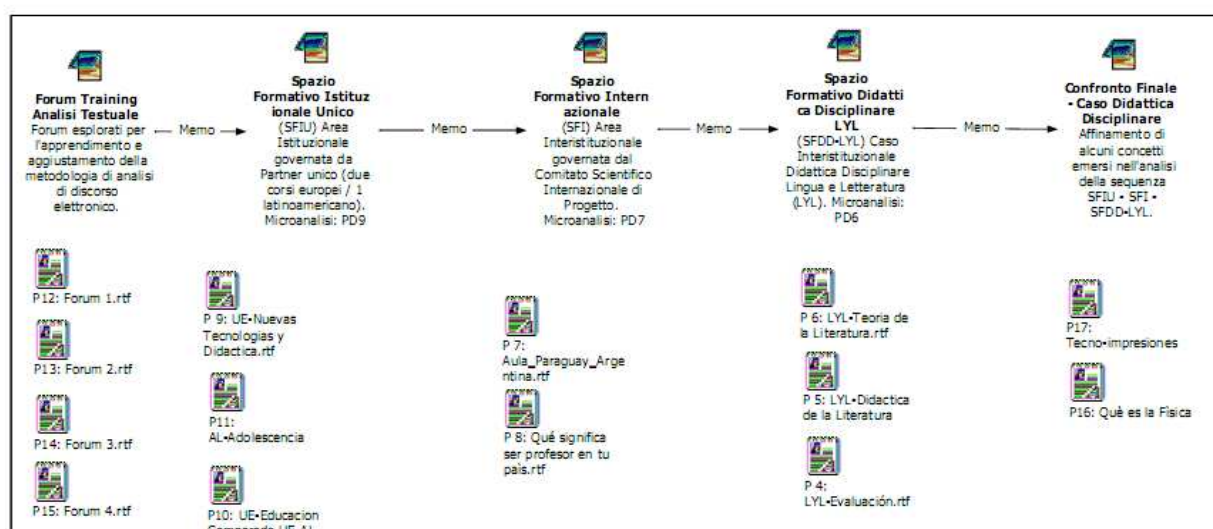 Forum Training
Analisi Testuale
Forum esplorati per
l'apprendimento e
aggiustamento della
metodologia di analisi
di discorso
elettronico.
Memo
Spazio
Formativo Istituz
ionale Unico
(SFIU) Area
Istituzionale
governata da
Partner unico (due
corsi europei / 1
latinoamericano).
Microanalisi: PD9
Memo
Spazio
Formativo Intern
azionale
(SFI) Area
Interistituzionale
governata dal
Comitato Scientifico
Internazionale di
Progetto.
Microanalisi: PD7
Memo
Spazio
Formativo Didatti
ca Disciplinare
LYL
(SFDD-LYL) Caso
Interistituzionale
Didattica Disciplinare
Lingua e Letteratura
(LYL). Microanalisi:
PD6
Memo
Confronto Finale
- Caso Didattica
Disciplinare
Affinamento di
alcuni concetti
emersi nell'analisi
della sequenza
SFIU - SFI -
SFDD-LYL.
P12: Forum 1.rtf
P13: Forum 2.rtf
P14: Forum 3.rtf
P15: Forum 4.rtf
P 9: UE-Nuevas
Tecnologias y
Didactica.rtf
P11:
AL-Adolescencia
P10: UE-Educacion
Comparada UE-AL
P 7:
Aula_Paraguay_Arge
ntina.rtf
P 8: Qué significa
ser profesor en tu
país.rtf
P 6: LYL-Teoria de
la Literatura.rtf
P 5: LYL-Didactica
de la Literatura
P 4:
LYL-Evaluación.rtf
P17:
Tecno-impresiones
P16: Què es la Fìsica